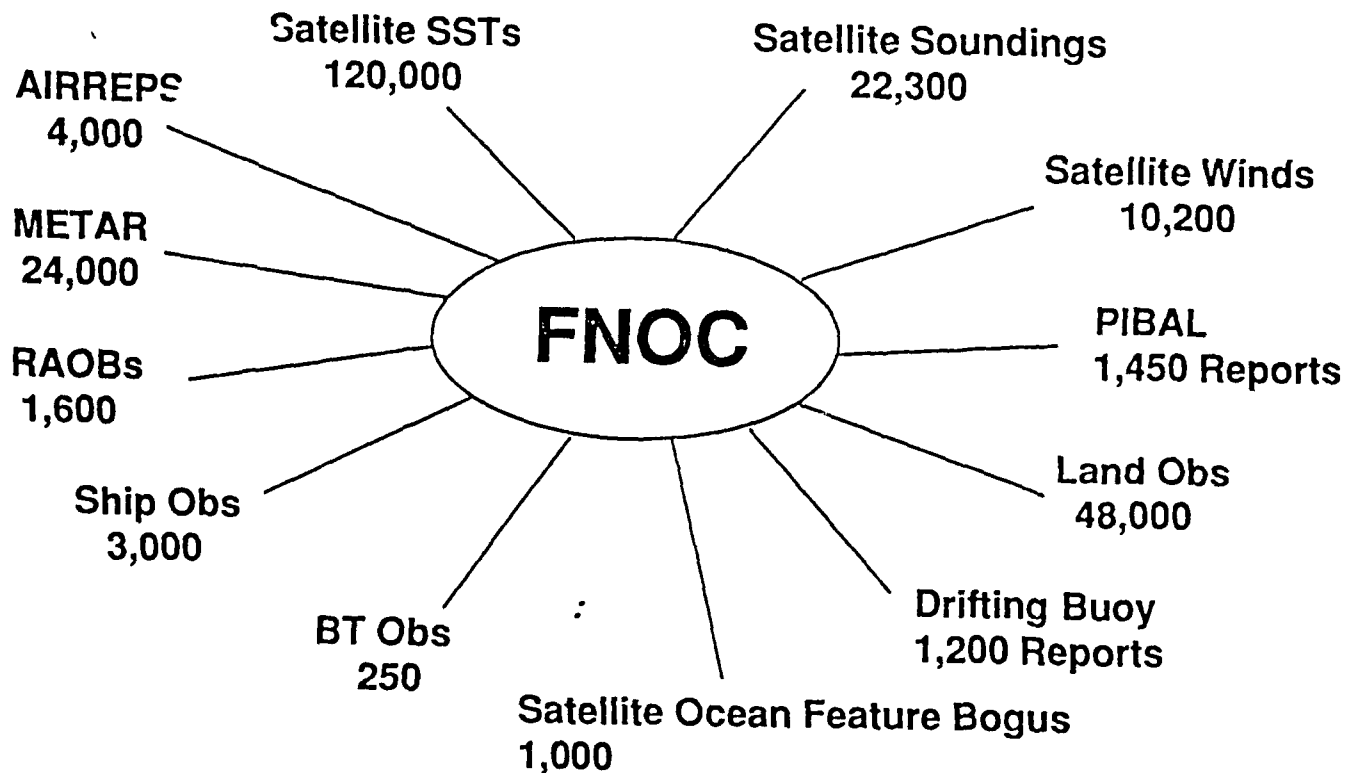 Satellite SSTs
120,000
Satellite Soundings
22,300
AIRREPS
4,000
Satellite Winds
10,200
METAR
24,000
FNOC
PIBAL
1,450 Reports
RAOBs
1,600
Land Obs
48,000
Ship Obs
3,000
Drifting Buoy
1,200 Reports
BT Obs
250
Satellite Ocean Feature Bogus
1,000